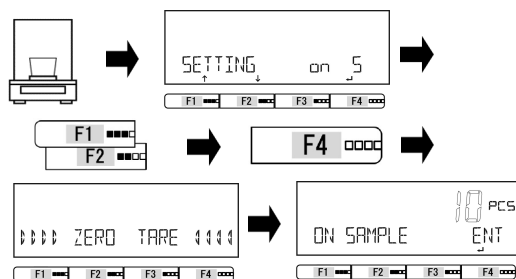 SETTING on 5
F1 F2 F3 F4
F1
F2
F4
ZERO TARE
F1 F2 F3 F4
10 PCS
ON SAMPLE ENT
F1 F2 F3 F4